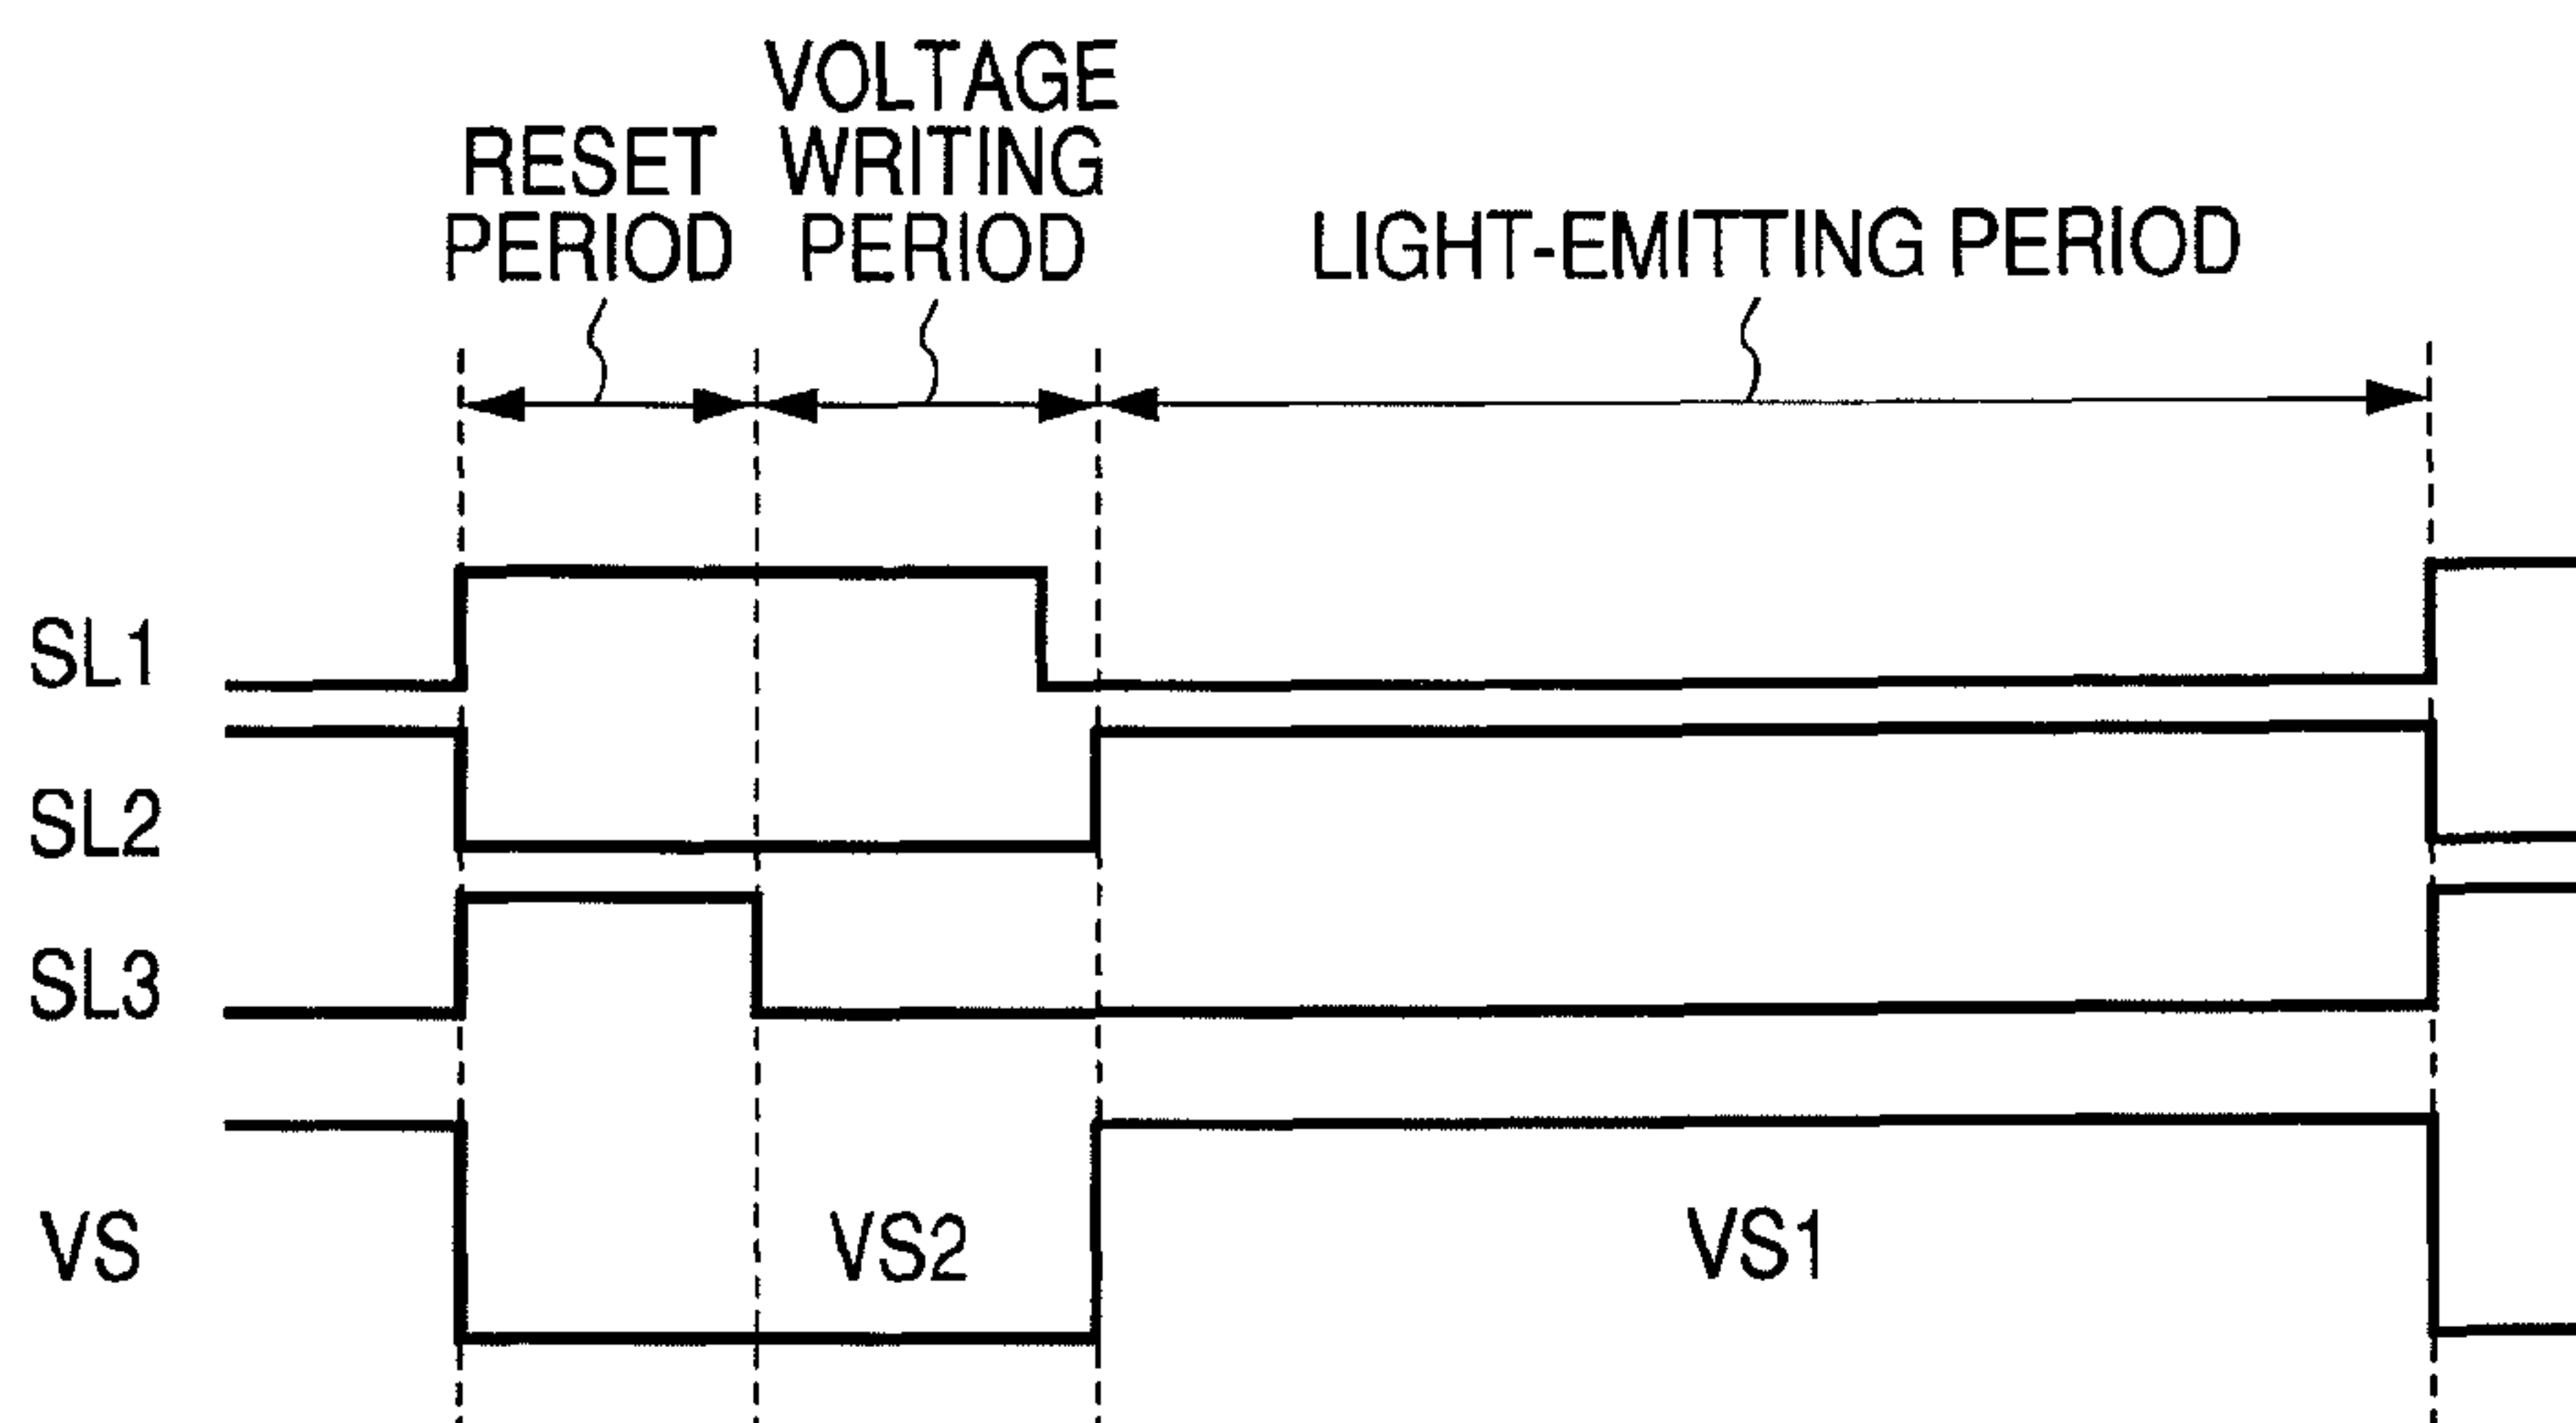 RESET
PERIOD
VOLTAGE
WRITING
PERIOD
LIGHT-EMITTING PERIOD
SL1
SL2
SL3
VS
VS2
VS1